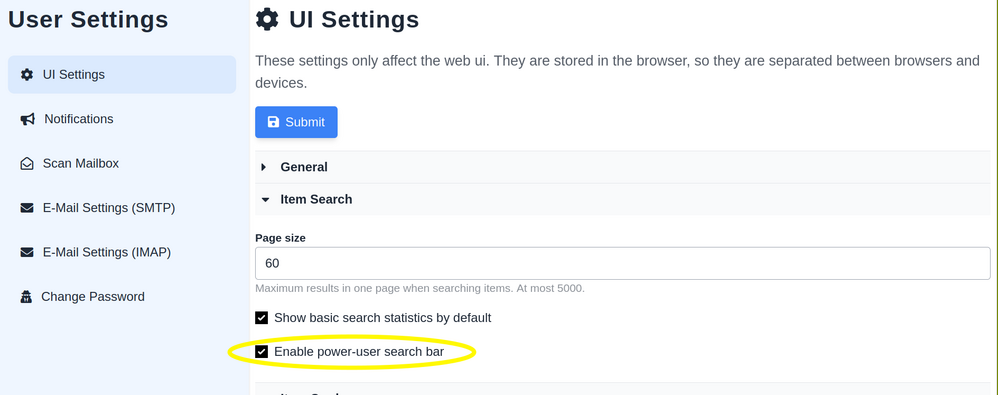 User Settings
UI Settings
Notifications
Scan Mailbox
E-Mail Settings (SMTP)
E-Mail Settings (IMAP)
Change Password
UI Settings
These settings only affect the web ui. They are stored in the browser, so they are separated between browsers and
devices.
Submit
General
Item Search
Page size
60
Maximum results in one page when searching items. At most 5000.
Show basic search statistics by default
Enable power-user search bar